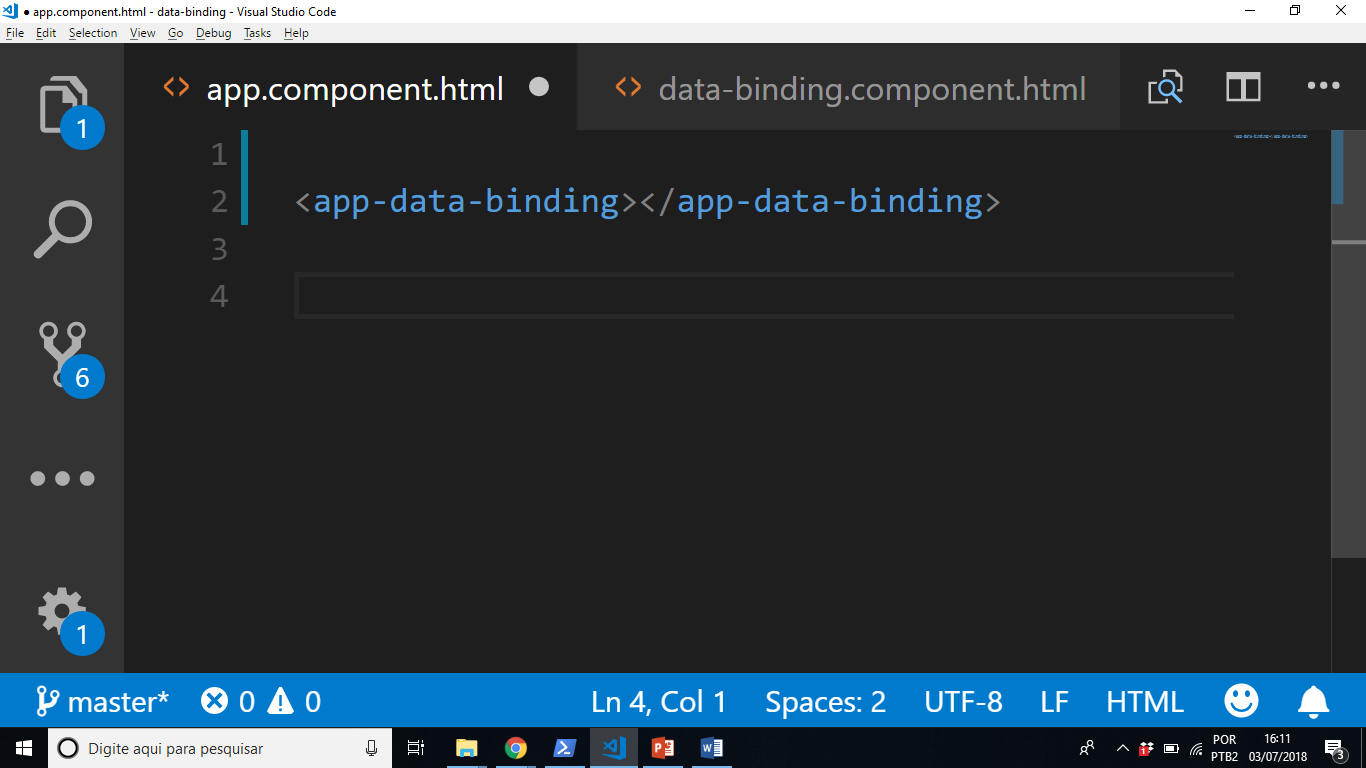 ● app.component.html - data-binding - Visual Studio Code
File Edit Selection View Go Debug Tasks Help
app.component.html data-binding.component.html
1
1
2 <app-data-binding></app-data-binding>
3
4
6
1
master* 0 0 Ln 4, Col 1 Spaces: 2 UTF-8 LF HTML
Digite aqui para pesquisar
POR 16:11
PTB2 03/07/2018 3